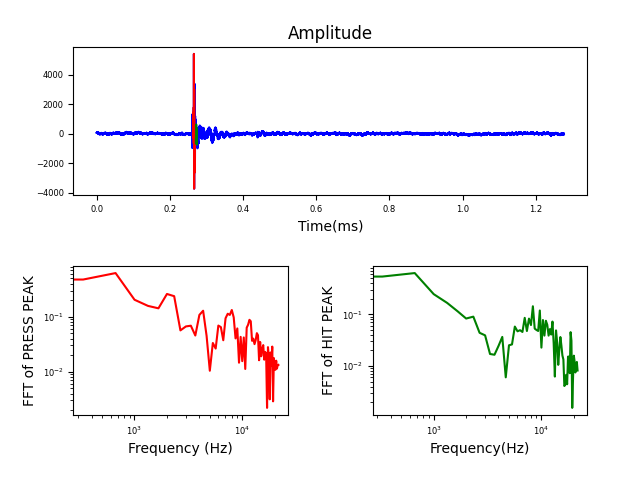 Amplitude
4000
2000
0
−2000
−4000
0.0 0.2 0.4 0.6 0.8 1.0 1.2
Time(ms)
FFT of PRESS PEAK
10⁻¹
10⁻²
10³ 10⁴
Frequency (Hz)
FFT of HIT PEAK
10⁻¹
10⁻²
10³ 10⁴
Frequency(Hz)